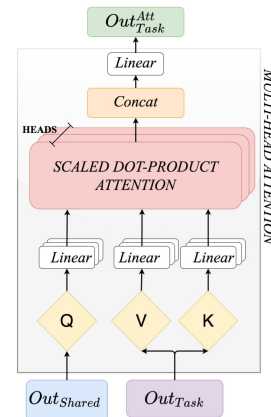 Out^{Att}_{Task}
Linear
Concat
HEADS
SCALED DOT-PRODUCT
ATTENTION
MULTI-HEAD ATTENTION
Linear Linear Linear
Q V K
Out_{Shared} Out_{Task}